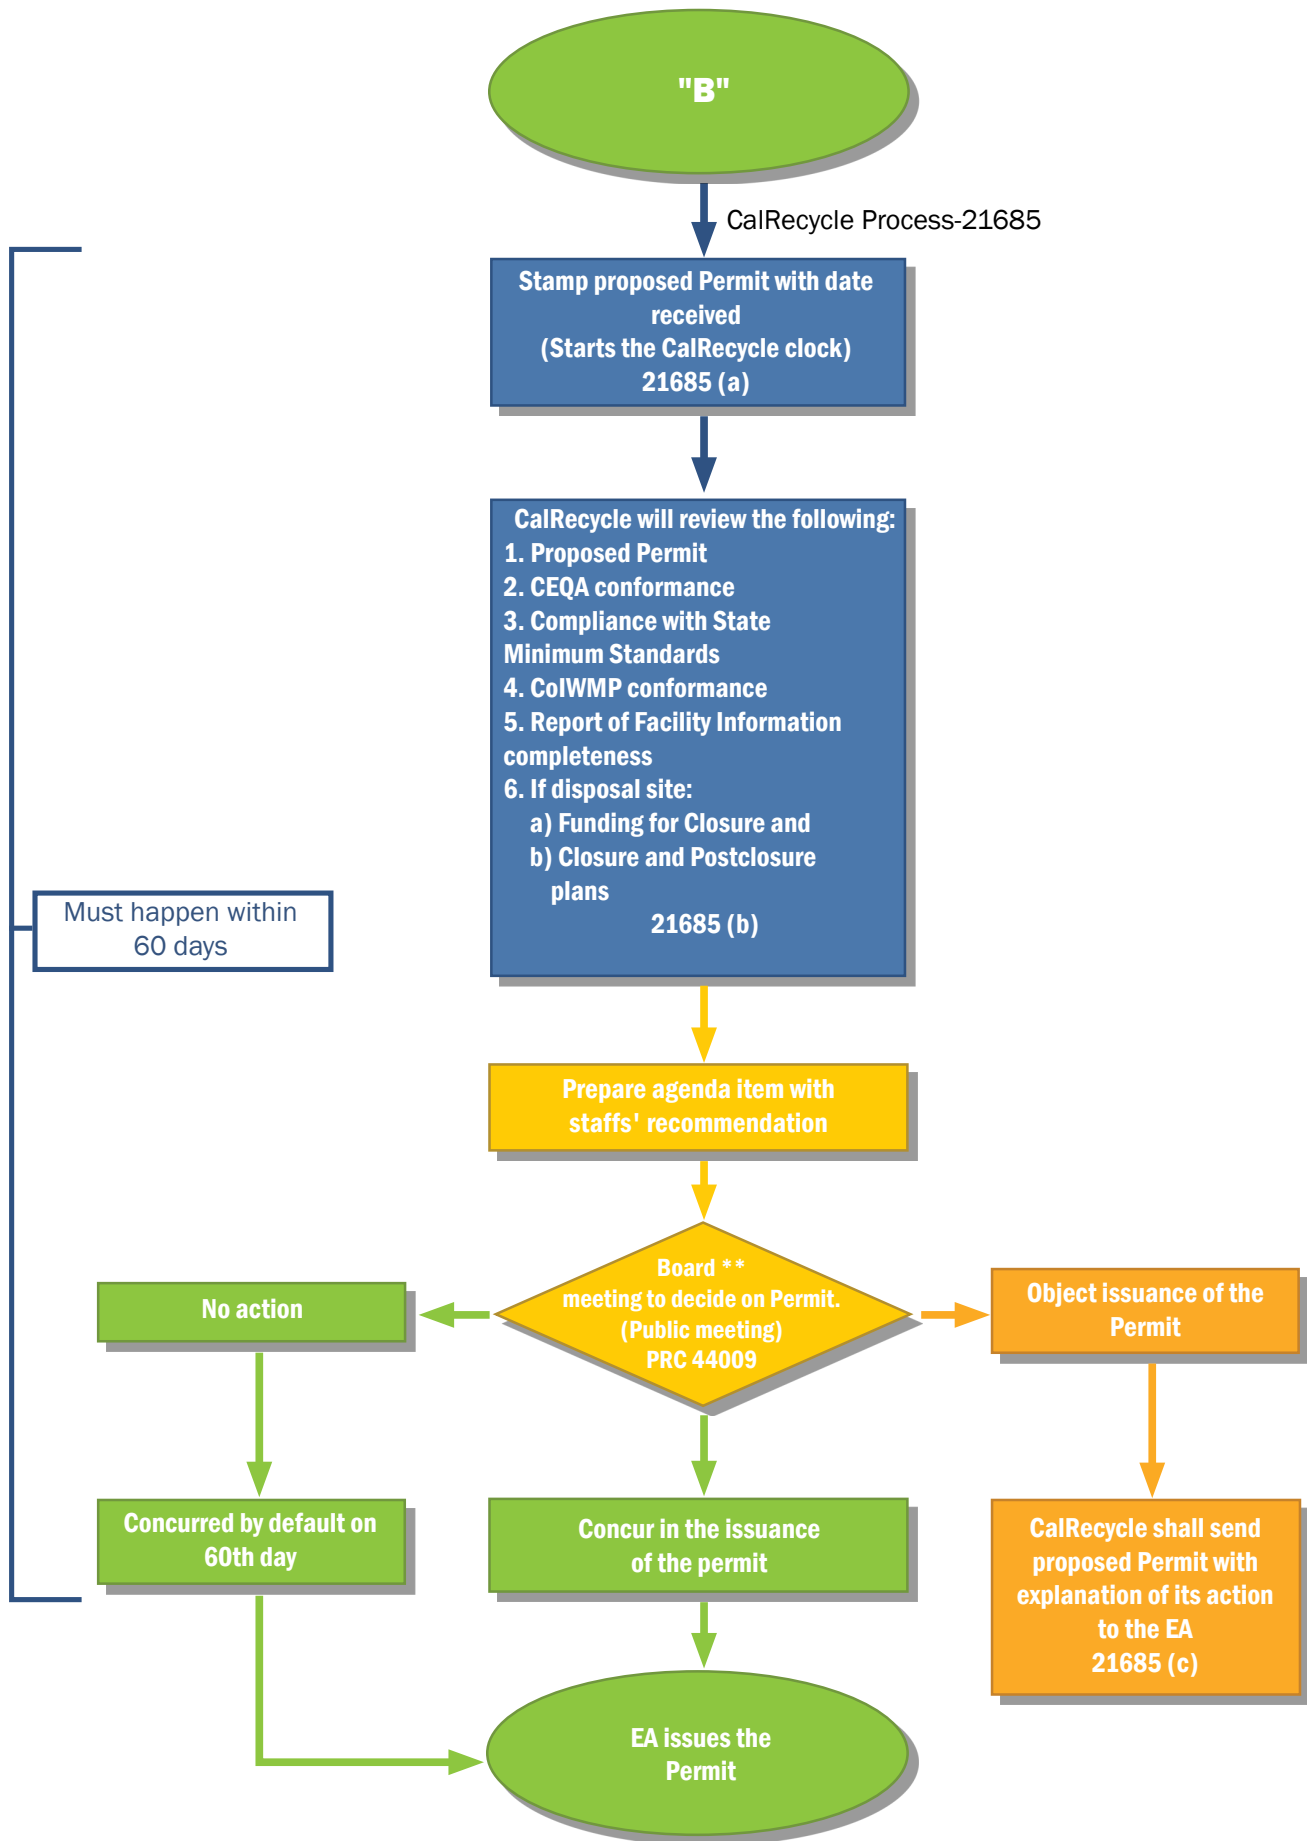 "B"
CalRecycle Process-21685
Stamp proposed Permit with date
received
(Starts the CalRecycle clock)
21685 (a)
CalRecycle will review the following:
1. Proposed Permit
2. CEQA conformance
3. Compliance with State
Minimum Standards
4. CoIWMP conformance
5. Report of Facility Information
completeness
6. If disposal site:
a) Funding for Closure and
b) Closure and Postclosure
plans
21685 (b)
Must happen within
60 days
Prepare agenda item with
staffs' recommendation
Board **
meeting to decide on Permit.
(Public meeting)
PRC 44009
No action
Object issuance of the
Permit
Concurred by default on
60th day
Concur in the issuance
of the permit
CalRecycle shall send
proposed Permit with
explanation of its action
to the EA
21685 (c)
EA issues the
Permit